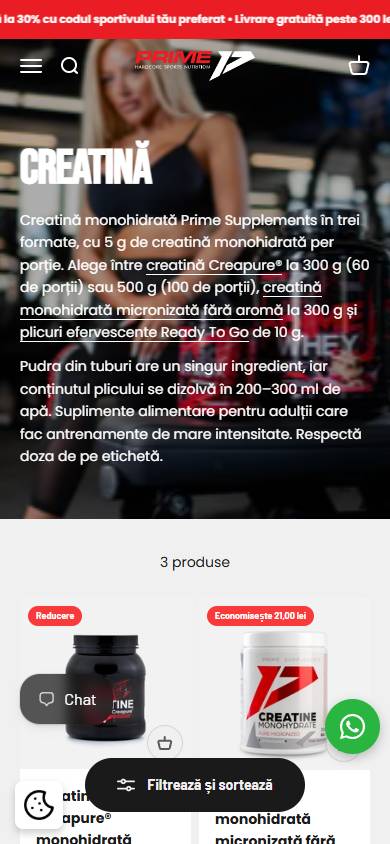 la 30% cu codul sportivului tău preferat • Livrare gratuită peste 300 le
PRIME
HARDCORE SPORTS NUTRITION
CREATINĂ
Creatină monohidrată Prime Supplements în trei
formate, cu 5 g de creatină monohidrată per
porție. Alege între creatină Creapure® la 300 g (60
de porții) sau 500 g (100 de porții), creatină
monohidrată micronizată fără aromă la 300 g și
plicuri efervescente Ready To Go de 10 g.
Pudra din tuburi are un singur ingredient, iar
conținutul plicului se dizolvă în 200–300 ml de
apă. Suplimente alimentare pentru adulții care
fac antrenamente de mare intensitate. Respectă
doza de pe etichetă.
WHEY
3 produse
Reducere
Economisește 21,00 lei
CREATINE
MONOHYDRATE
Chat
Filtrează și sortează
monohidrată
monohidrată
micronizată fără